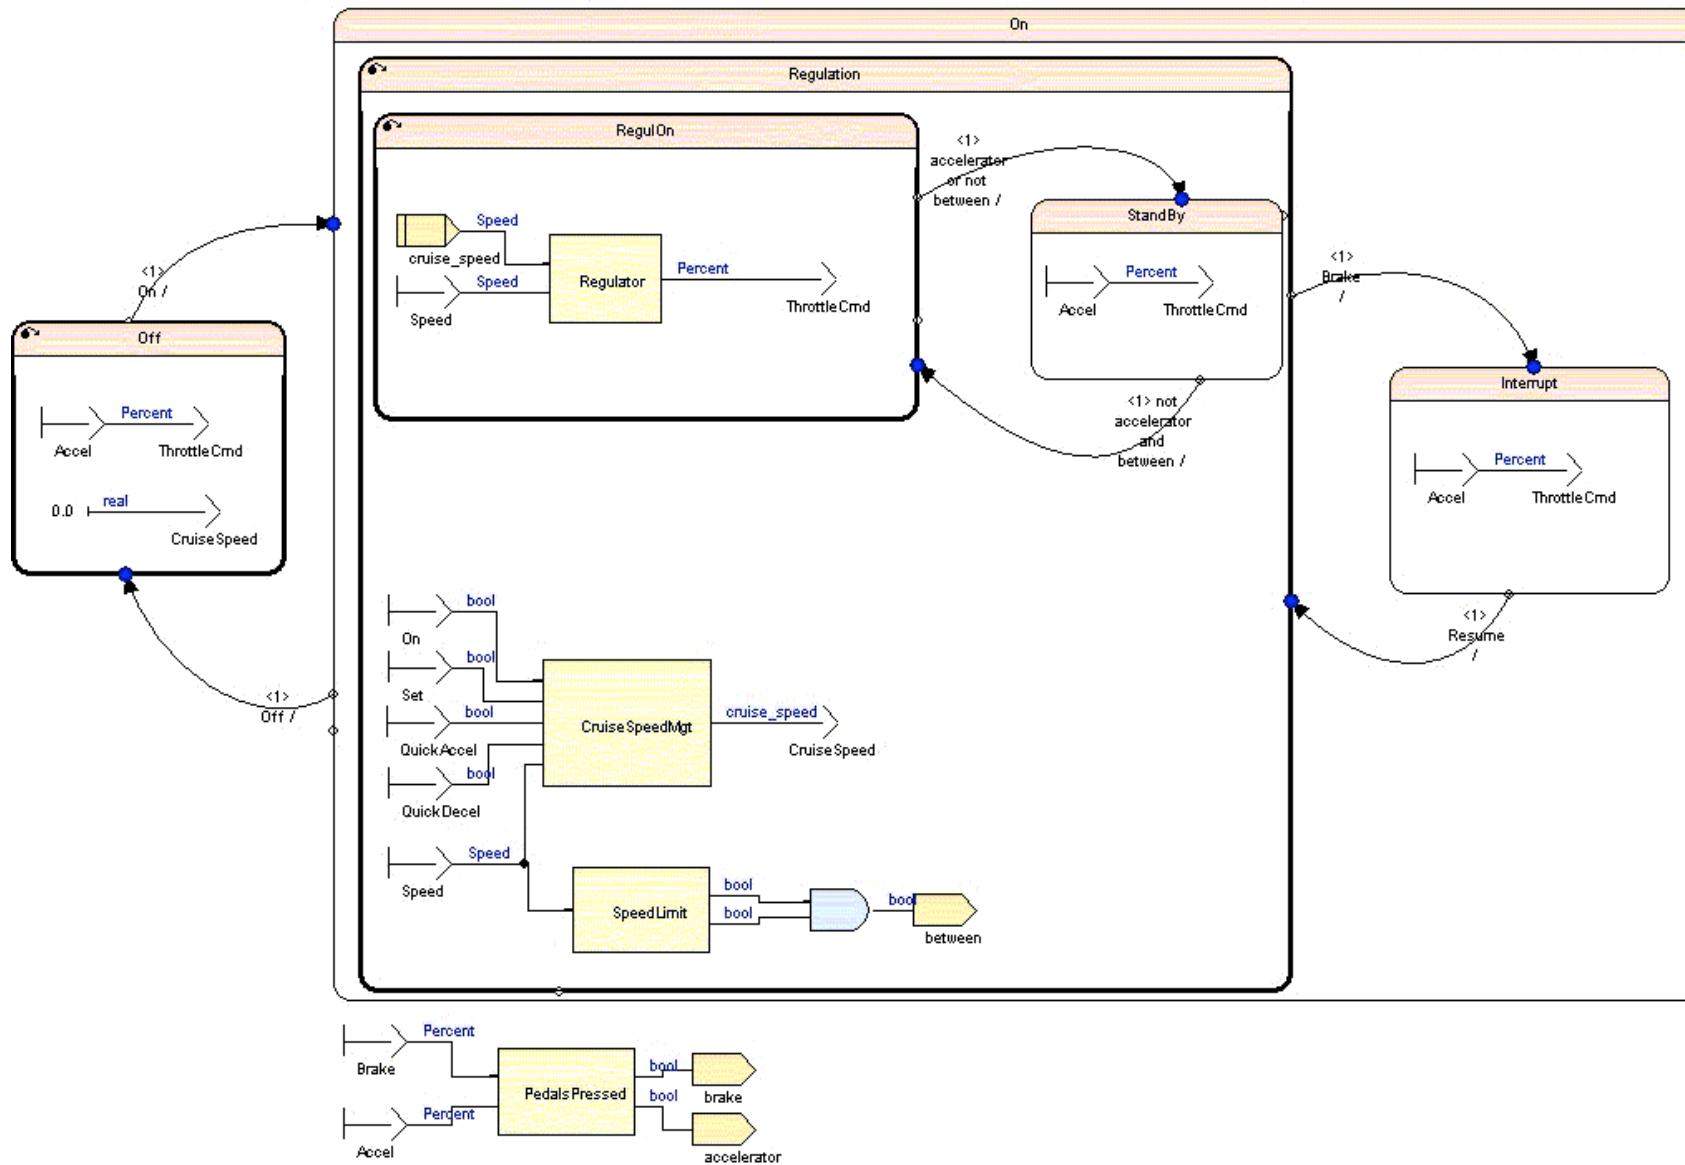 On
Regulation
RegulOn
<1>
accelerator
or not
between /
Speed
cruise_speed
Speed
Speed
Regulator
Percent
ThrottleCmd
StandBy
Percent
Accel
ThrottleCmd
<1>
Brake
/
<1>
On /
Off
Percent
Accel
ThrottleCmd
0.0
real
CruiseSpeed
<1> not
accelerator
and
between /
Interrupt
Percent
Accel
ThrottleCmd
<1>
Resume
/
<1>
Off /
bool
On
bool
Set
bool
QuickAccel
bool
QuickDecel
CruiseSpeedMgt
cruise_speed
CruiseSpeed
Speed
Speed
SpeedLimit
bool
bool
bool
between
Percent
Brake
Percent
Accel
PedalsPressed
bool
brake
bool
accelerator